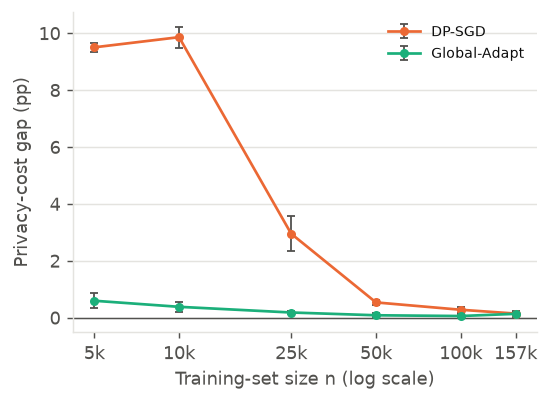 DP-SGD
Global-Adapt
Privacy-cost gap (pp)
10
8
6
4
2
0
5k 10k 25k 50k 100k 157k
Training-set size n (log scale)